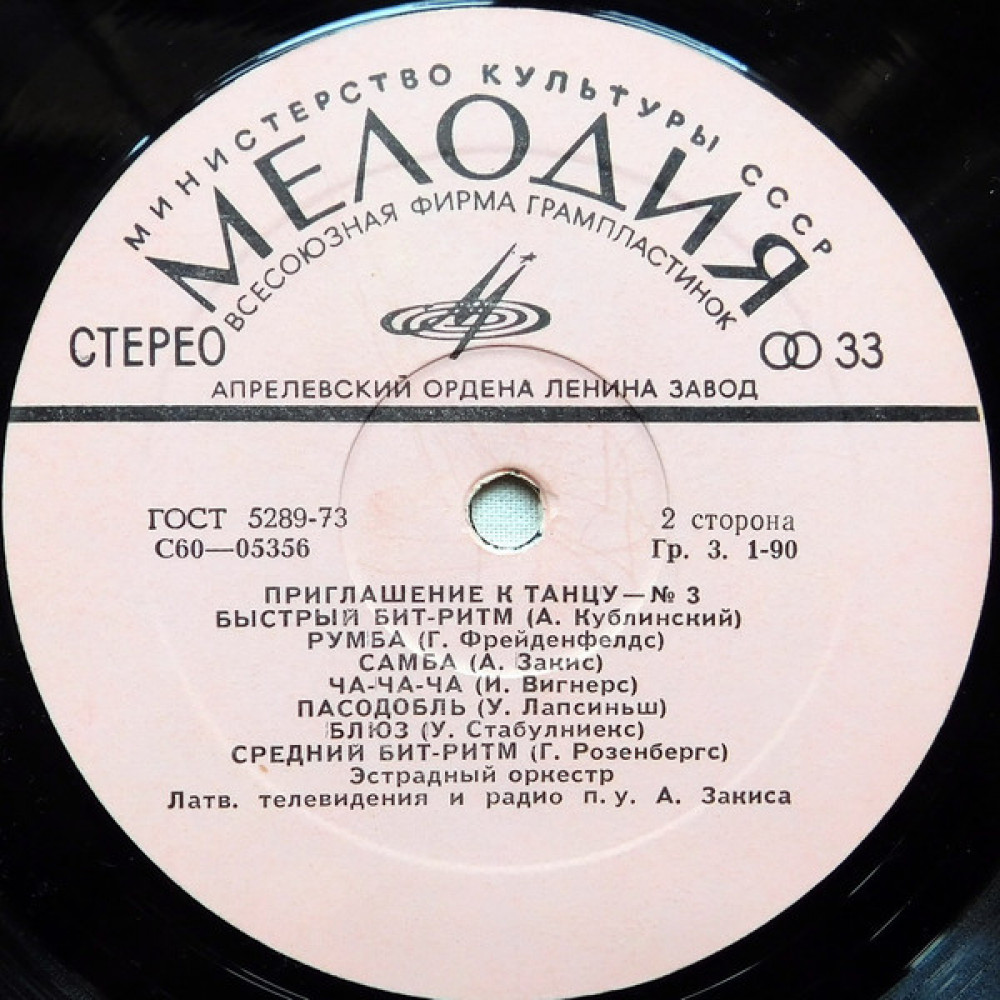 МИНИСТЕРСТВО КУЛЬТУРЫ СССР
МЕЛОДИЯ
ВСЕСОЮЗНАЯ ФИРМА ГРАМПЛАСТИНОК
СТЕРЕО
33
АПРЕЛЕВСКИЙ ОРДЕНА ЛЕНИНА ЗАВОД
ГОСТ 5289-73
2 сторона
С60—05356
Гр. 3. 1-90
ПРИГЛАШЕНИЕ К ТАНЦУ—№ 3
БЫСТРЫЙ БИТ-РИТМ (А. Кублинский)
РУМБА (Г. Фрейденфелдс)
САМБА (А. Закис)
ЧА-ЧА-ЧА (И. Вигнерс)
ПАСОДОБЛЬ (У. Лапсиньш)
БЛЮЗ (У. Стабулниекс)
СРЕДНИЙ БИТ-РИТМ (Г. Розенбергс)
Эстрадный оркестр
Латв. телевидения и радио п. у. А. Закиса